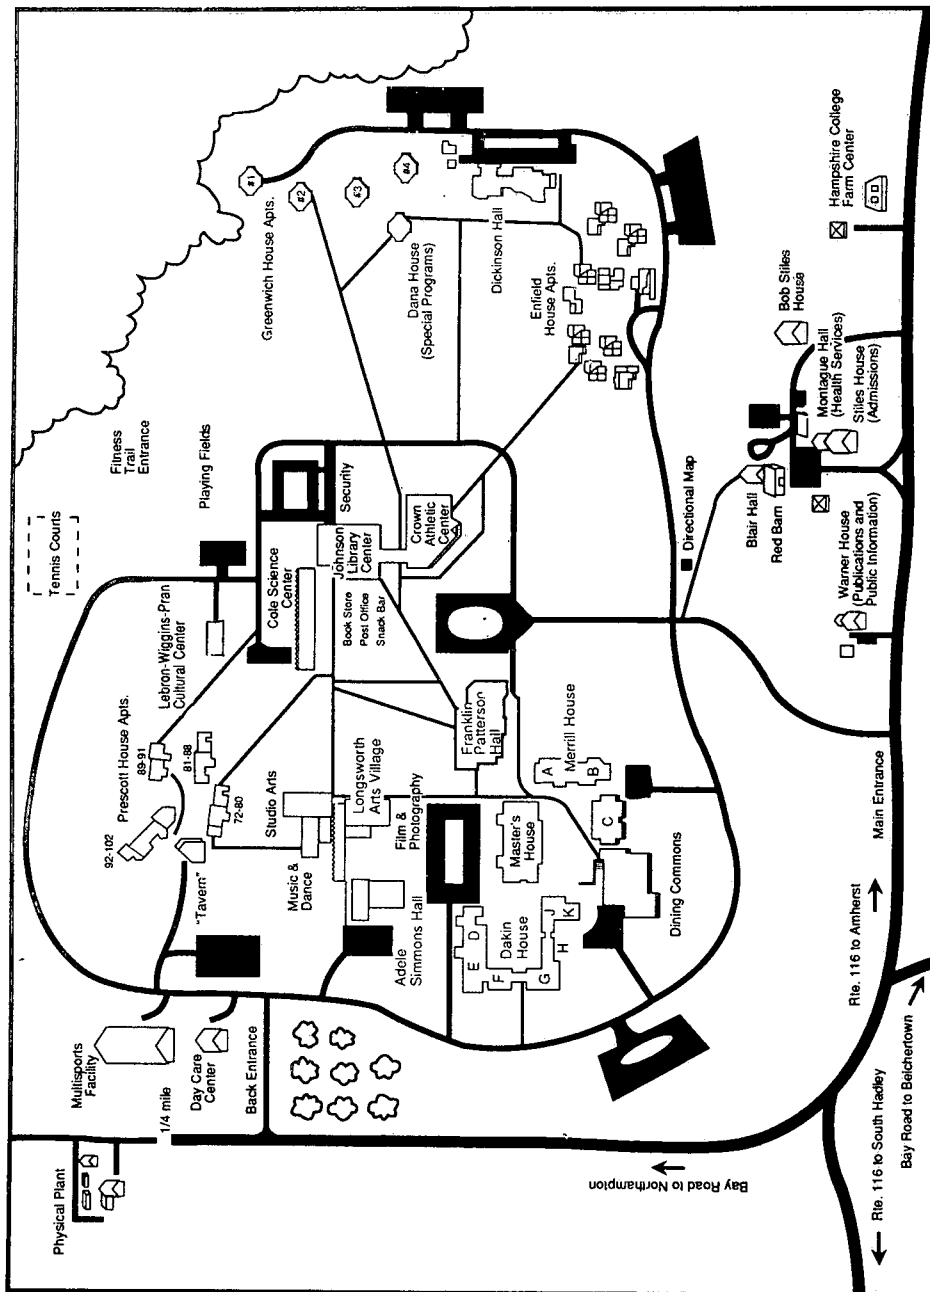 Physical Plant
Multisports
Facility
1/4 mile
Day Care
Center
Back Entrance
Bay Road to Northampton
Rte. 116 to South Hadley
Bay Road to Belchertown
Rte. 116 to Amherst
Main Entrance
Prescott House Apts.
92-102
89-91
81-88
72-80
"Tavern"
Studio Arts
Music &
Dance
Longsworth
Arts Village
Film &
Photography
Adele
Simmons Hall
Tennis Courts
Fitness
Trail
Entrance
Playing Fields
Lebron-Wiggins-Pran
Cultural Center
Cole Science
Center
Security
Johnson
Library
Center
Book Store
Post Office
Snack Bar
Crown
Athletic
Center
Franklin
Patterson
Hall
Master's
House
Merrill House
A
B
C
Dakin
House
D
E
F
G
H
J
K
Dining Commons
Greenwich House Apts.
#1
#2
#3
#4
Dana House
(Special Programs)
Dickinson Hall
Enfield
House Apts.
Directional Map
Blair Hall
Red Barn
Warner House
(Publications and
Public Information)
Montague Hall
(Health Services)
Stiles House
(Admissions)
Bob Stiles
House
Hampshire College
Farm Center